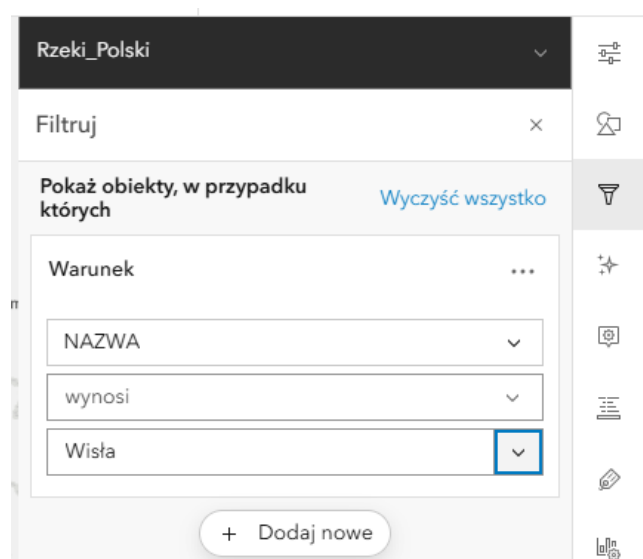 Rzeki_Polski
Filtruj
Pokaż obiekty, w przypadku
których
Wyczyść wszystko
Warunek
NAZWA
wynosi
Wisła
+ Dodaj nowe